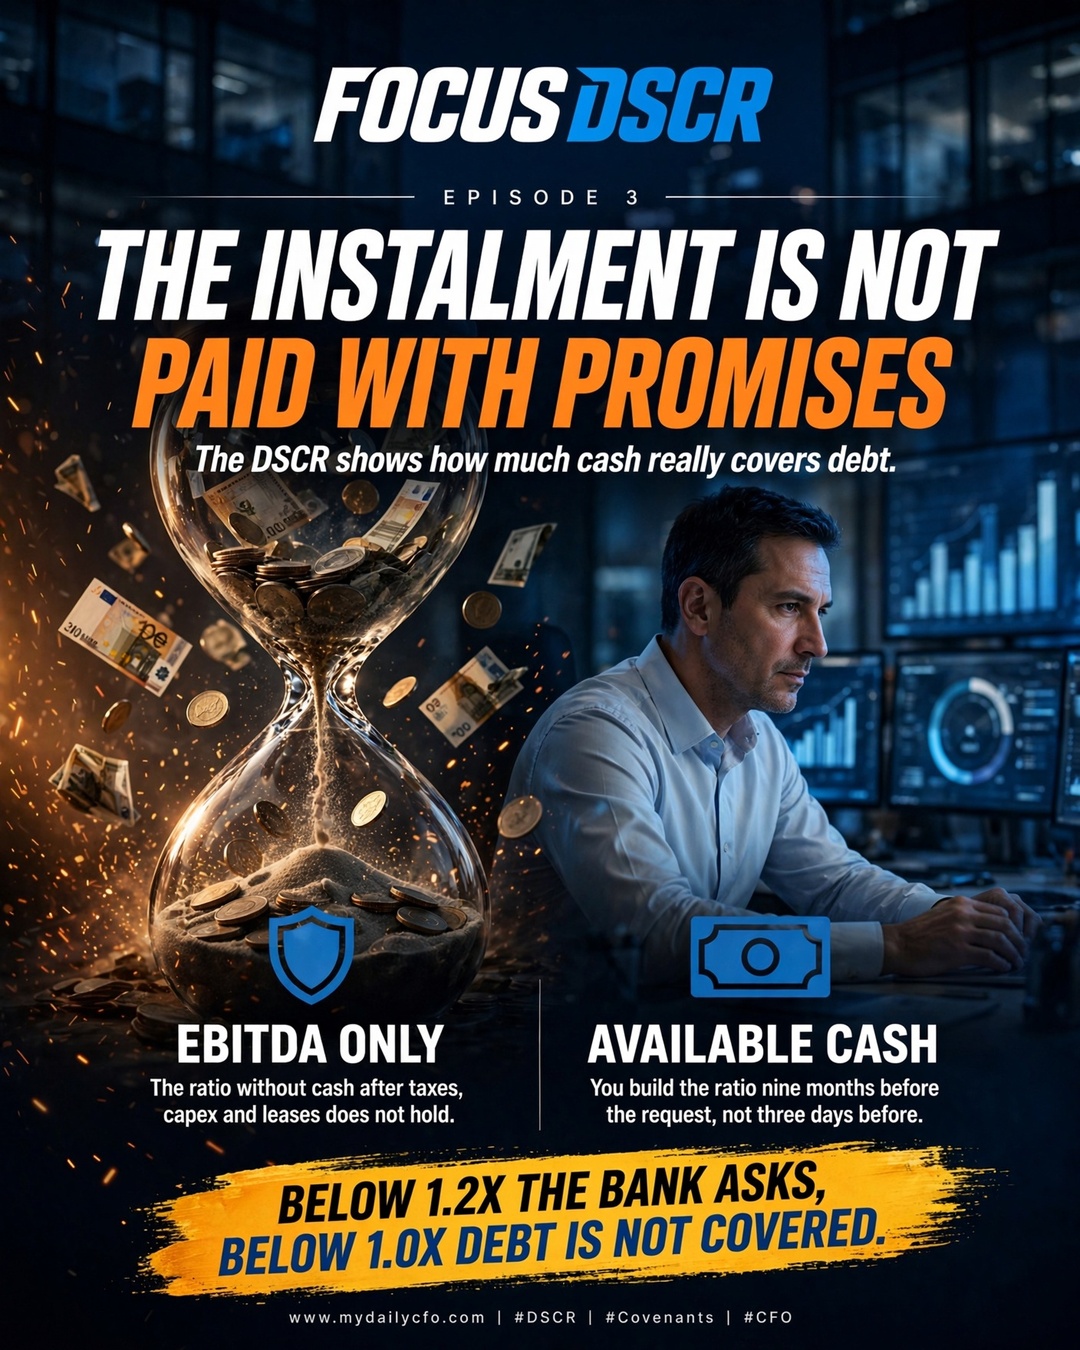 FOCUS DSCR
EPISODE 3
THE INSTALMENT IS NOT
PAID WITH PROMISES
The DSCR shows how much cash really covers debt.
EBITDA ONLY
The ratio without cash after taxes,
capex and leases does not hold.
AVAILABLE CASH
You build the ratio nine months before
the request, not three days before.
BELOW 1.2X THE BANK ASKS,
BELOW 1.0X DEBT IS NOT COVERED.
www.mydailycfo.com | #DSCR | #Covenants | #CFO